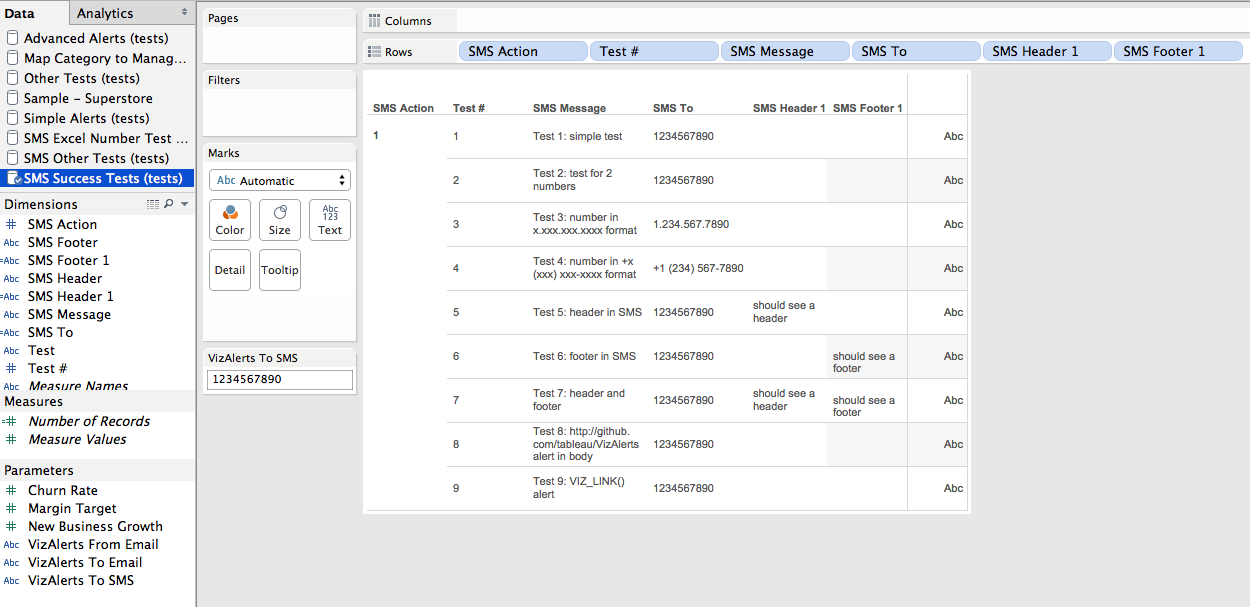 Data
Analytics
Advanced Alerts (tests)
Map Category to Manag...
Other Tests (tests)
Sample – Superstore
Simple Alerts (tests)
SMS Excel Number Test ...
SMS Other Tests (tests)
SMS Success Tests (tests)
Dimensions
# SMS Action
Abc SMS Footer
=Abc SMS Footer 1
Abc SMS Header
=Abc SMS Header 1
Abc SMS Message
=Abc SMS To
Abc Test
# Test #
Abc Measure Names
Measures
=# Number of Records
# Measure Values
Parameters
# Churn Rate
# Margin Target
# New Business Growth
Abc VizAlerts From Email
Abc VizAlerts To Email
Abc VizAlerts To SMS
Pages
Filters
Marks
Abc Automatic
Color
Size
Abc
123
Text
Detail
Tooltip
VizAlerts To SMS
1234567890
Columns
Rows SMS Action Test # SMS Message SMS To SMS Header 1 SMS Footer 1
SMS Action Test # SMS Message SMS To SMS Header 1 SMS Footer 1
1 1 Test 1: simple test 1234567890 Abc
2 Test 2: test for 2
numbers 1234567890 Abc
3 Test 3: number in
x.xxx.xxx.xxxx format 1.234.567.7890 Abc
4 Test 4: number in +x
(xxx) xxx-xxxx format +1 (234) 567-7890 Abc
5 Test 5: header in SMS 1234567890 should see a
header Abc
6 Test 6: footer in SMS 1234567890 should see a
footer Abc
7 Test 7: header and
footer 1234567890 should see a
header should see a
footer Abc
8 Test 8: http://github.
com/tableau/VizAlerts
alert in body 1234567890 Abc
9 Test 9: VIZ_LINK()
alert 1234567890 Abc